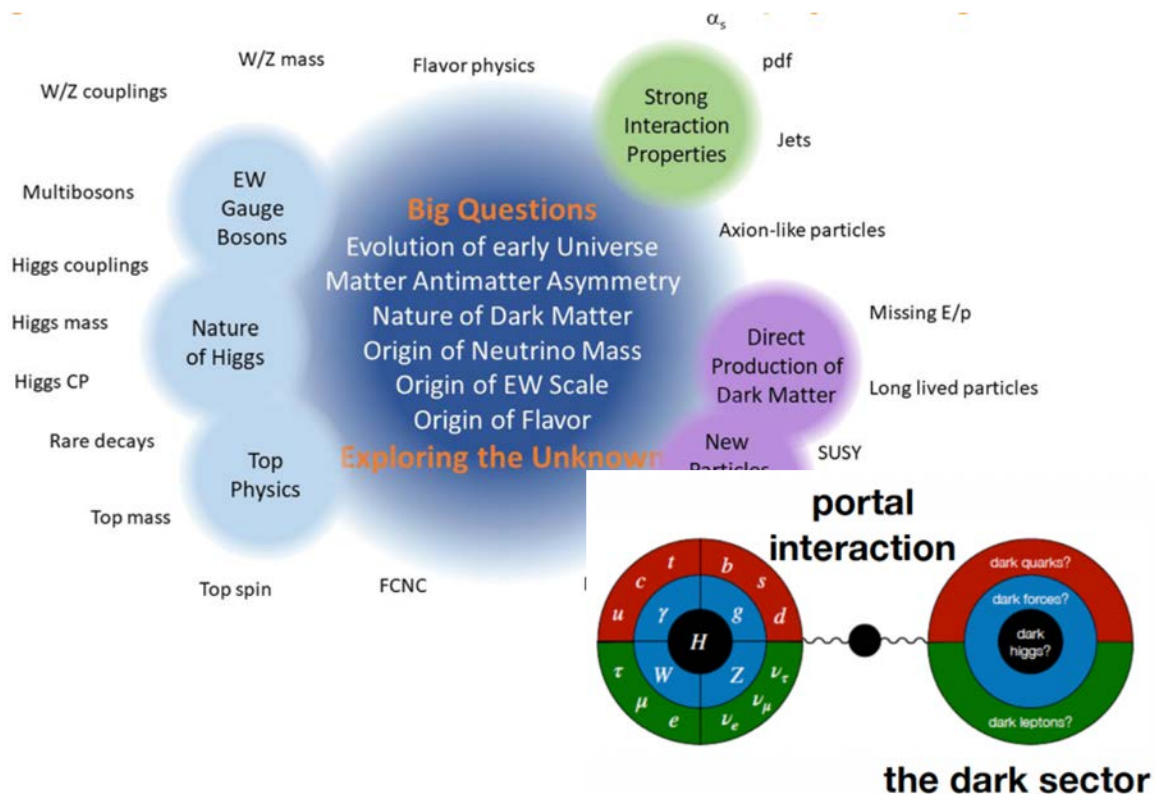 αs
W/Z mass
Flavor physics
pdf
W/Z couplings
Strong
Interaction
Properties
Jets
Multibosons
EW
Gauge
Bosons
Big Questions
Evolution of early Universe
Matter Antimatter Asymmetry
Nature of Dark Matter
Origin of Neutrino Mass
Origin of EW Scale
Origin of Flavor
Exploring the Unknown
Axion-like particles
Higgs couplings
Higgs mass
Nature
of Higgs
Higgs CP
Missing E/p
Direct
Production of
Dark Matter
Long lived particles
Rare decays
Top
Physics
New
Particles
SUSY
Top mass
Top spin
FCNC
portal
interaction
t
b
c
s
u
γ
g
d
H
τ
W
Z
ντ
μ
νμ
e
νe
dark quarks?
dark forces?
dark
higgs?
dark leptons?
the dark sector